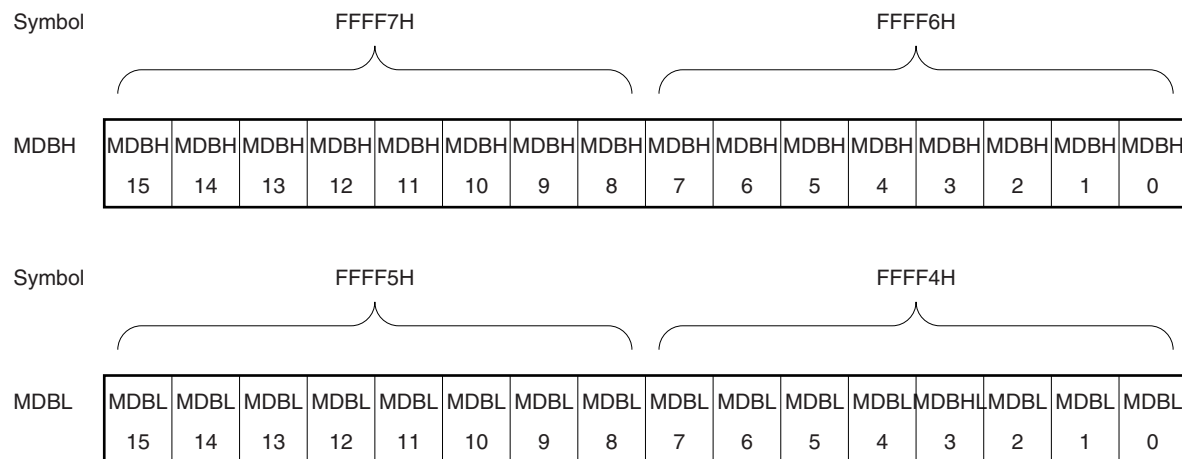 Symbol FFFF7H FFFF6H
MDBH MDBH MDBH MDBH MDBH MDBH MDBH MDBH MDBH MDBH MDBH MDBH MDBH MDBH MDBH MDBH MDBH
15 14 13 12 11 10 9 8 7 6 5 4 3 2 1 0
Symbol FFFF5H FFFF4H
MDBL MDBL MDBL MDBL MDBL MDBL MDBL MDBL MDBL MDBL MDBL MDBL MDBL MDBHL MDBL MDBL MDBL
15 14 13 12 11 10 9 8 7 6 5 4 3 2 1 0